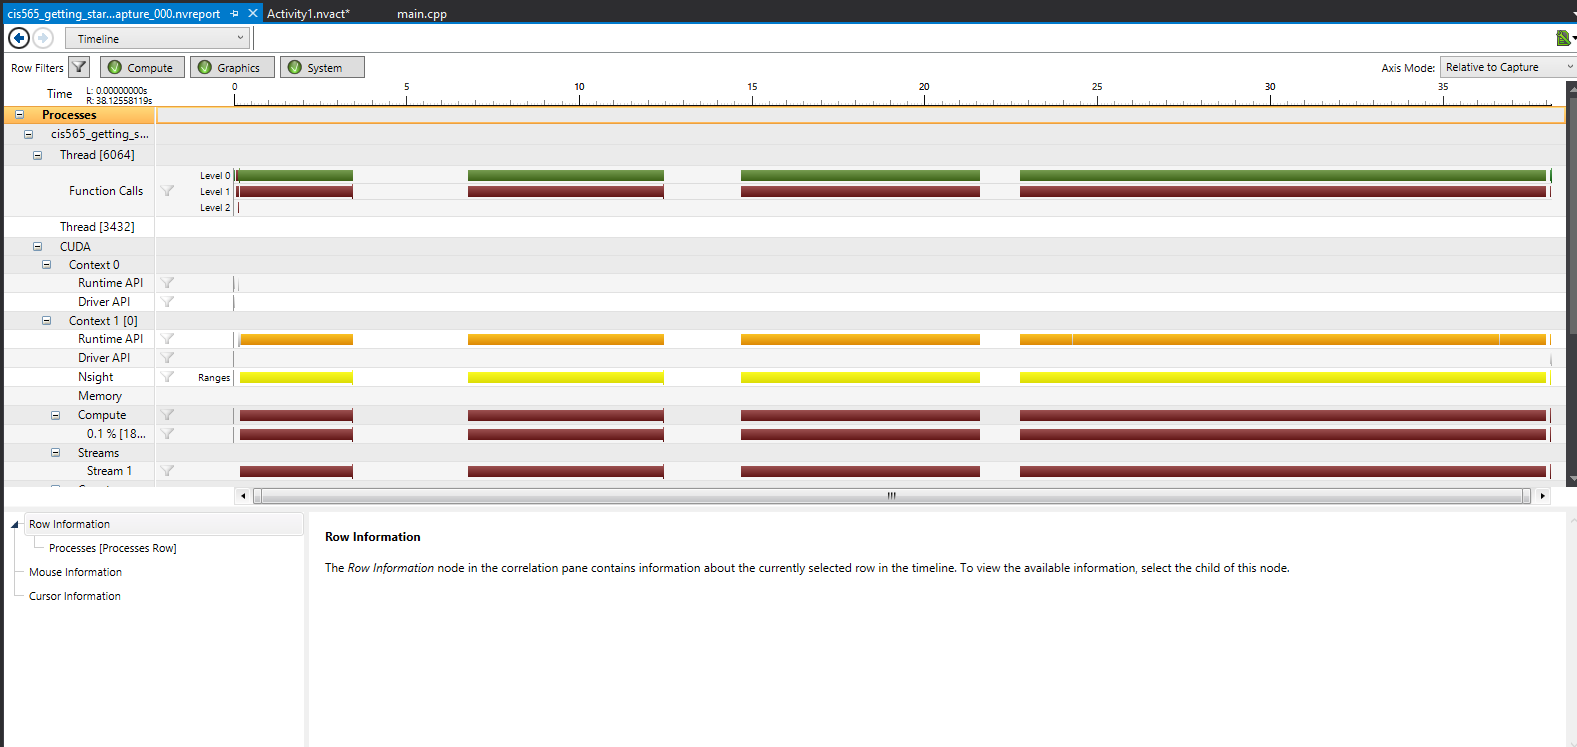 cis565_getting_star...apture_000.nvreport Activity1.nvact* main.cpp
Timeline
Row Filters Compute Graphics System Axis Mode: Relative to Capture
Time L: 0.00000000s 0 5 10 15 20 25 30 35
R: 38.12558119s
Processes
cis565_getting_s...
Thread [6064]
Level 0
Function Calls Level 1
Level 2
Thread [3432]
CUDA
Context 0
Runtime API
Driver API
Context 1 [0]
Runtime API
Driver API
Nsight Ranges
Memory
Compute
0.1 % [18...
Streams
Stream 1
Row Information
Processes [Processes Row]
Mouse Information
Cursor Information
Row Information
The Row Information node in the correlation pane contains information about the currently selected row in the timeline. To view the available information, select the child of this node.